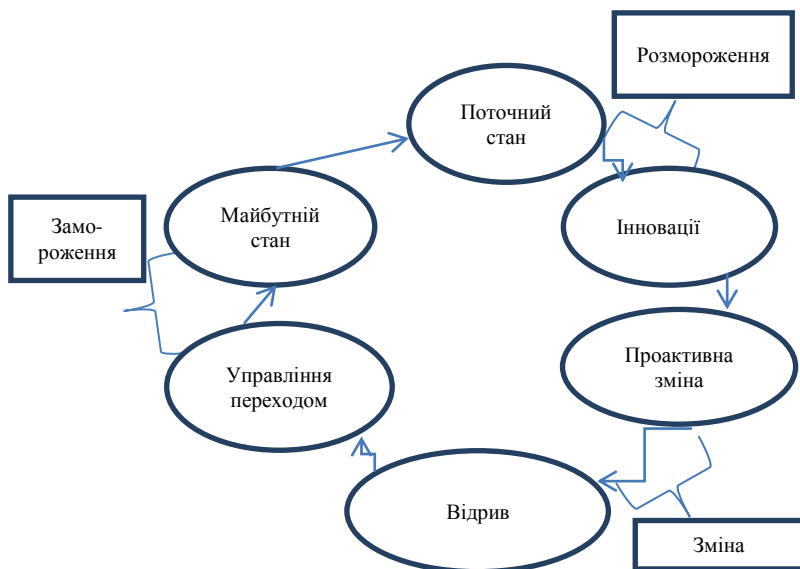 Розмороження
Поточний
стан
Замо-
роження
Майбутній
стан
Інновації
Проактивна
зміна
Управління
переходом
Відрив
Зміна